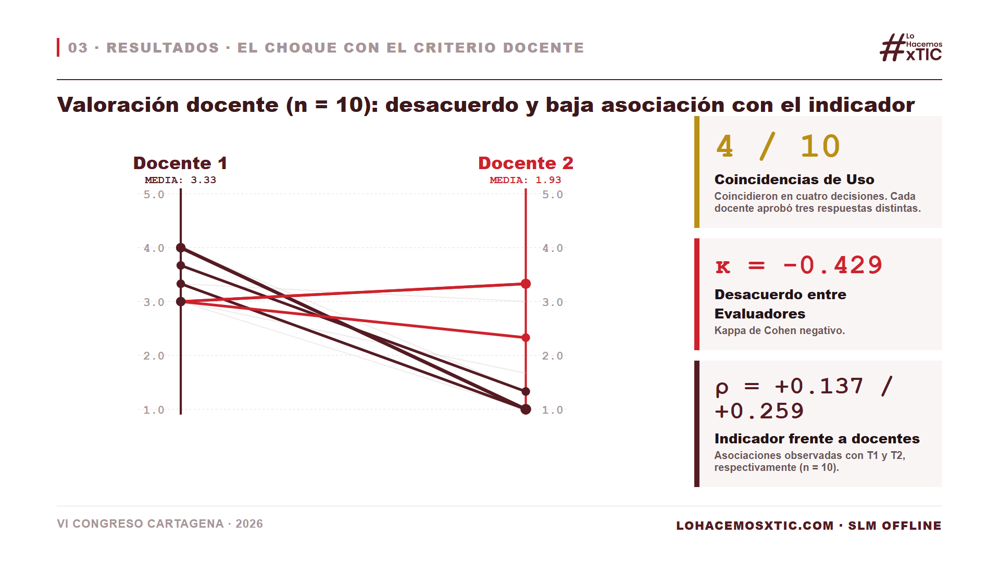 03 · RESULTADOS · EL CHOQUE CON EL CRITERIO DOCENTE
#Lo
Hacemos
xTIC
Valoración docente (n = 10): desacuerdo y baja asociación con el indicador
Docente 1
MEDIA: 3.33
Docente 2
MEDIA: 1.93
5.0 5.0
4.0 4.0
3.0 3.0
2.0 2.0
1.0 1.0
4 / 10
Coincidencias de Uso
Coincidieron en cuatro decisiones. Cada
docente aprobó tres respuestas distintas.
κ = -0.429
Desacuerdo entre
Evaluadores
Kappa de Cohen negativo.
ρ = +0.137 /
+0.259
Indicador frente a docentes
Asociaciones observadas con T1 y T2,
respectivamente (n = 10).
VI CONGRESO CARTAGENA · 2026
LOHACEMOSXTIC.COM · SLM OFFLINE